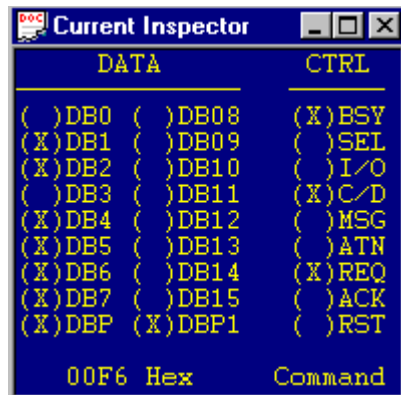 DOC Current Inspector
DATA CTRL
( )DB0 ( )DB08 (X)BSY
(X)DB1 ( )DB09 ( )SEL
(X)DB2 ( )DB10 ( )I/O
( )DB3 ( )DB11 (X)C/D
(X)DB4 ( )DB12 ( )MSG
(X)DB5 ( )DB13 ( )ATN
(X)DB6 ( )DB14 (X)REQ
(X)DB7 ( )DB15 ( )ACK
(X)DBP (X)DBP1 ( )RST
00F6 Hex Command